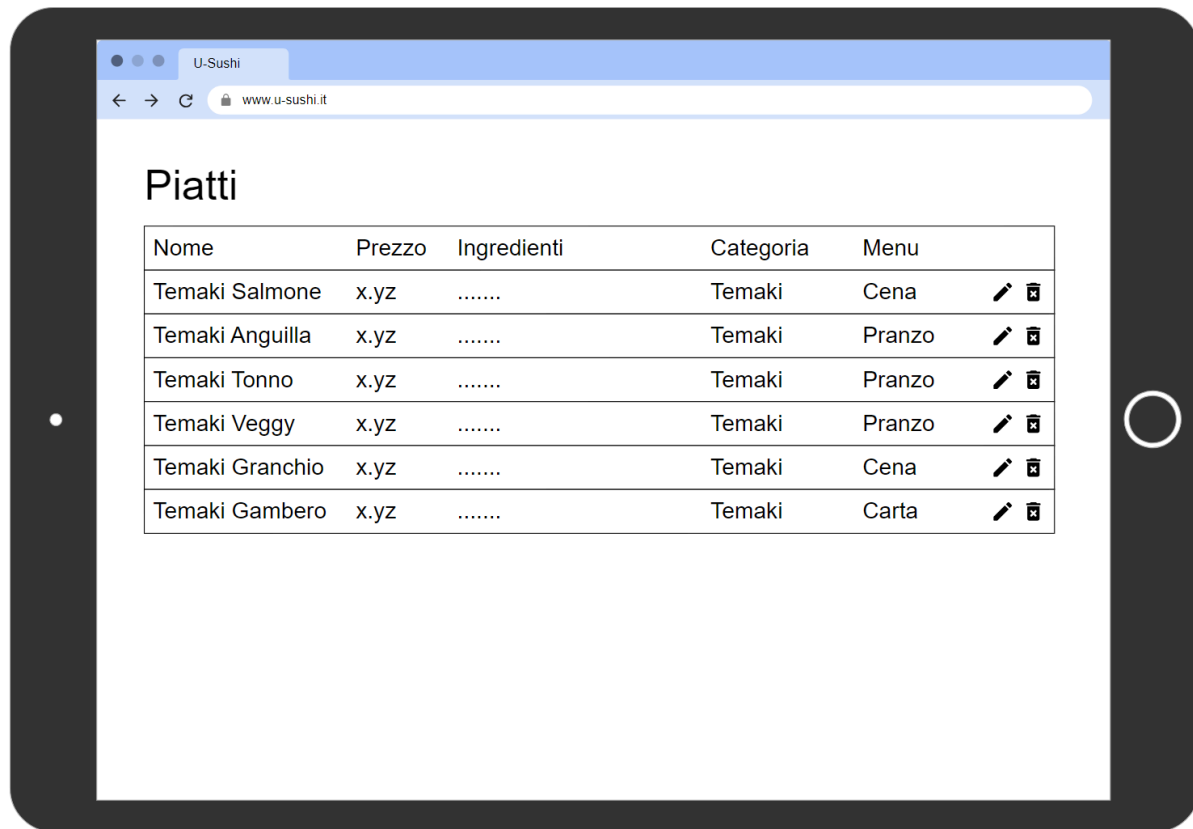 U-Sushi
www.u-sushi.it
Piatti
Nome Prezzo Ingredienti Categoria Menu
Temaki Salmone x.yz ....... Temaki Cena
Temaki Anguilla x.yz ....... Temaki Pranzo
Temaki Tonno x.yz ....... Temaki Pranzo
Temaki Veggy x.yz ....... Temaki Pranzo
Temaki Granchio x.yz ....... Temaki Cena
Temaki Gambero x.yz ....... Temaki Carta